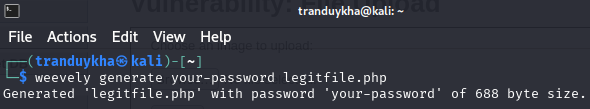 tranduykha@kali: ~
File Actions Edit View Help
┌──(tranduykha㉿kali)-[~]
└─$ weevely generate your-password legitfile.php
Generated 'legitfile.php' with password 'your-password' of 688 byte size.